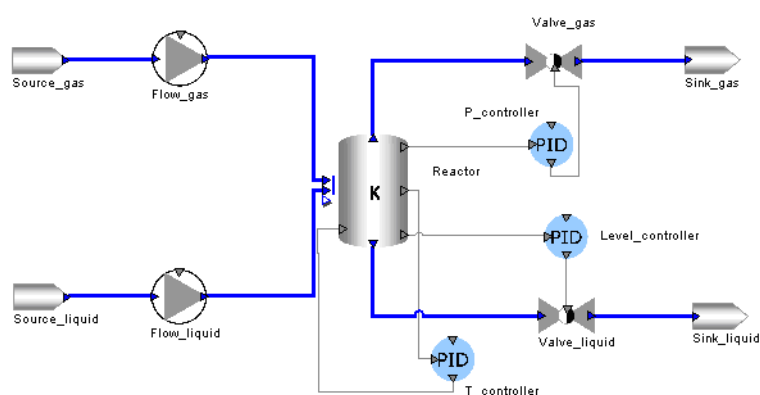 Valve_gas
Source_gas
Flow_gas
Sink_gas
P_controller
PID
Reactor
K
PID
Level_controller
Source_liquid
Flow_liquid
Valve_liquid
Sink_liquid
PID
T_controller